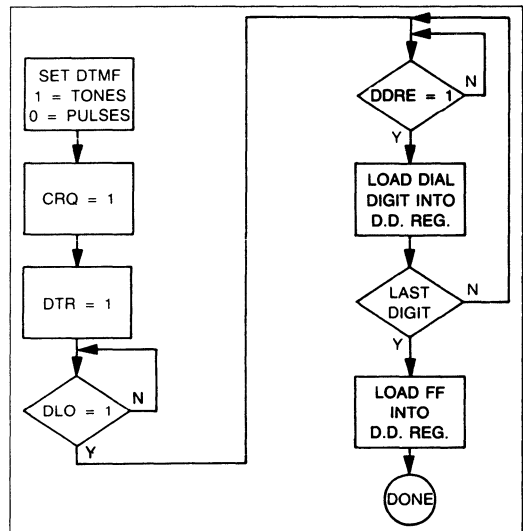 SET DTMF
1 = TONES
0 = PULSES
CRQ = 1
DTR = 1
DLO = 1
N
Y
DDRE = 1
N
Y
LOAD DIAL
DIGIT INTO
D.D. REG.
LAST
DIGIT
N
Y
LOAD FF
INTO
D.D. REG.
DONE